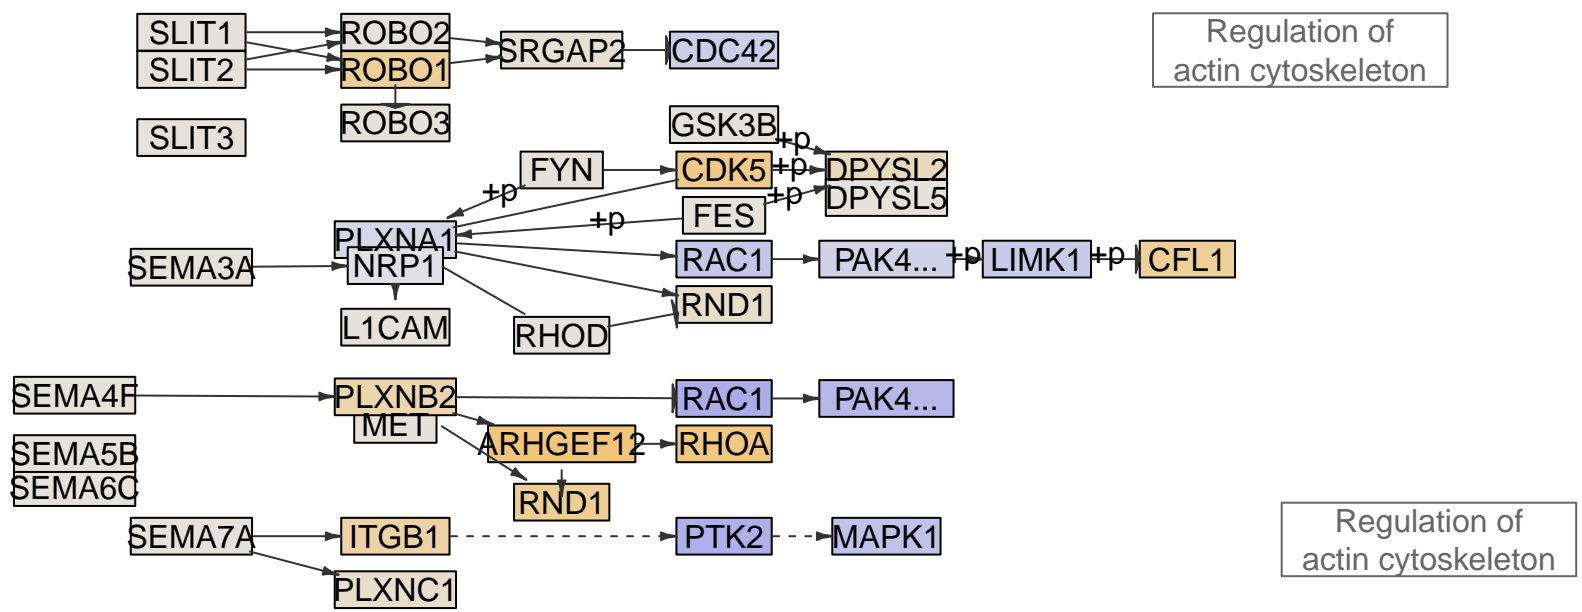 SLIT1
ROBO2
SRGAP2
CDC42
Regulation of
actin cytoskeleton
SLIT2
ROBO1
SLIT3
ROBO3
GSK3B
+p
FYN
CDK5
+p
DPYSL2
+p
FES
+p
DPYSL5
+p
PLXNA1
SEMA3A
NRP1
RAC1
PAK4...
+p
LIMK1
+p
CFL1
RND1
L1CAM
RHOD
SEMA4F
PLXNB2
RAC1
PAK4...
MET
ARHGEF12
RHOA
SEMA5B
SEMA6C
RND1
SEMA7A
ITGB1
PTK2
MAPK1
Regulation of
actin cytoskeleton
PLXNC1